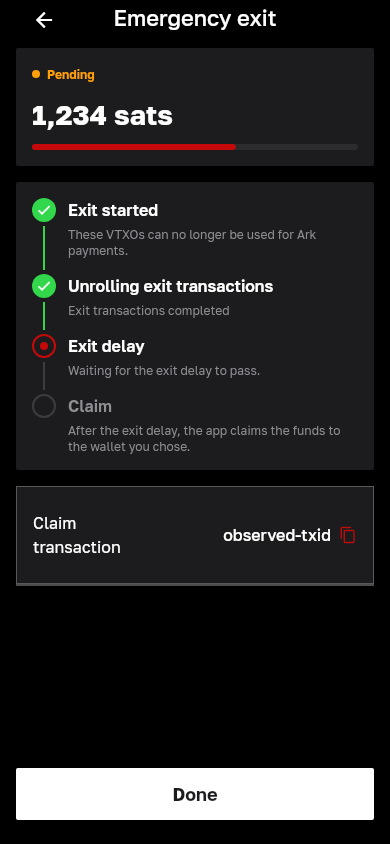 Emergency exit
Pending
1,234 sats
Exit started
These VTXOs can no longer be used for Ark
payments.
Unrolling exit transactions
Exit transactions completed
Exit delay
Waiting for the exit delay to pass.
Claim
After the exit delay, the app claims the funds to
the wallet you chose.
Claim
transaction
observed-txid
Done